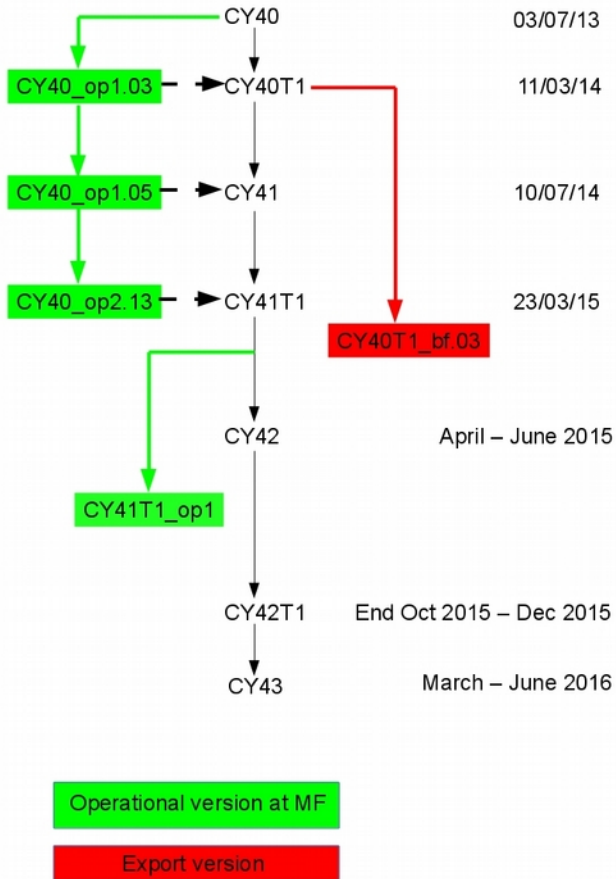 CY40 03/07/13
CY40_op1.03 CY40T1 11/03/14
CY40_op1.05 CY41 10/07/14
CY40_op2.13 CY41T1 23/03/15
CY40T1_bf.03
CY42 April – June 2015
CY41T1_op1
CY42T1 End Oct 2015 – Dec 2015
CY43 March – June 2016
Operational version at MF
Export version